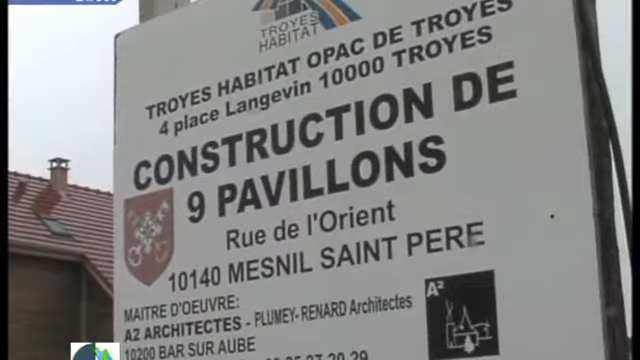 TROYES
HABITAT
TROYES HABITAT OPAC DE TROYES
4 place Langevin 10000 TROYES
CONSTRUCTION DE
9 PAVILLONS
Rue de l'Orient
10140 MESNIL SAINT PERE
MAITRE D'OEUVRE:
A2 ARCHITECTES - PLUMEY-RENARD Architectes
10200 BAR SUR AUBE
A²